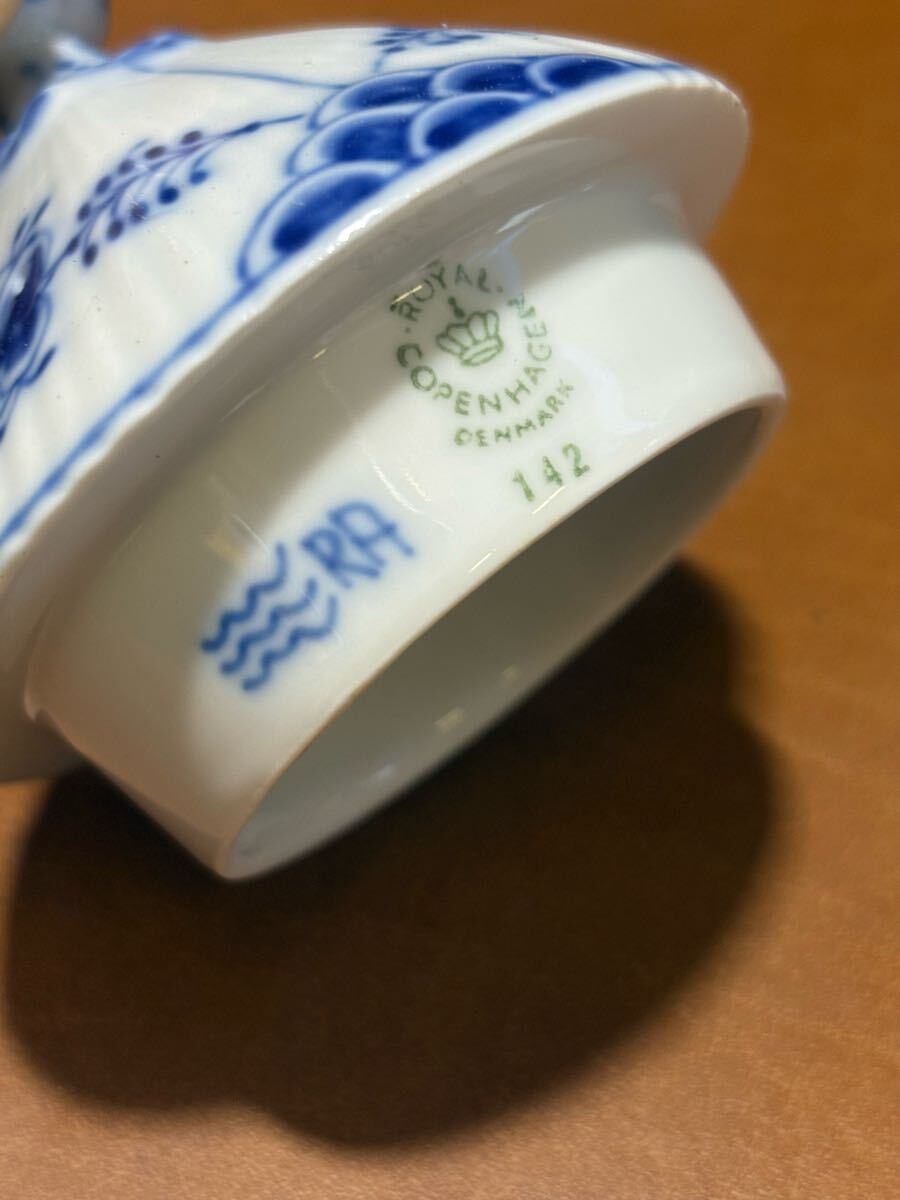 ROYAL
COPENHAGEN
DENMARK
142
RA